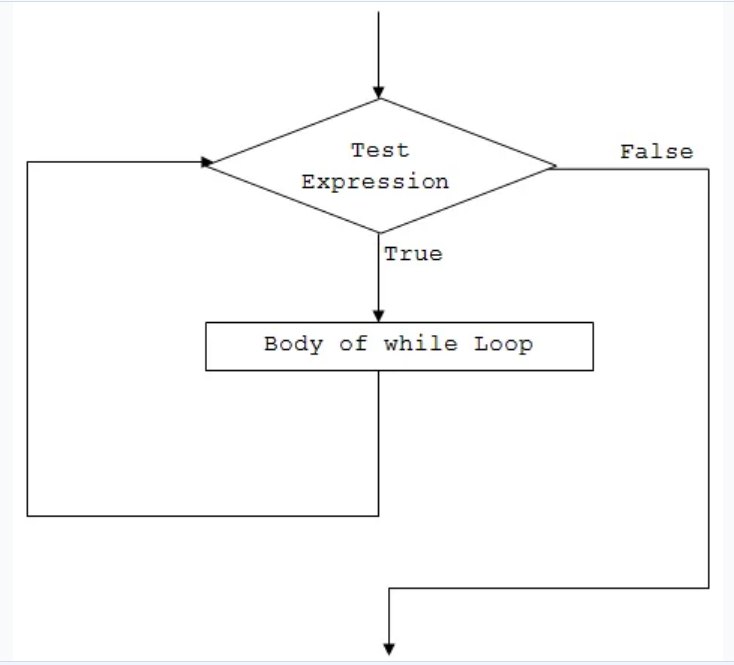 Test
Expression
False
True
Body of while Loop